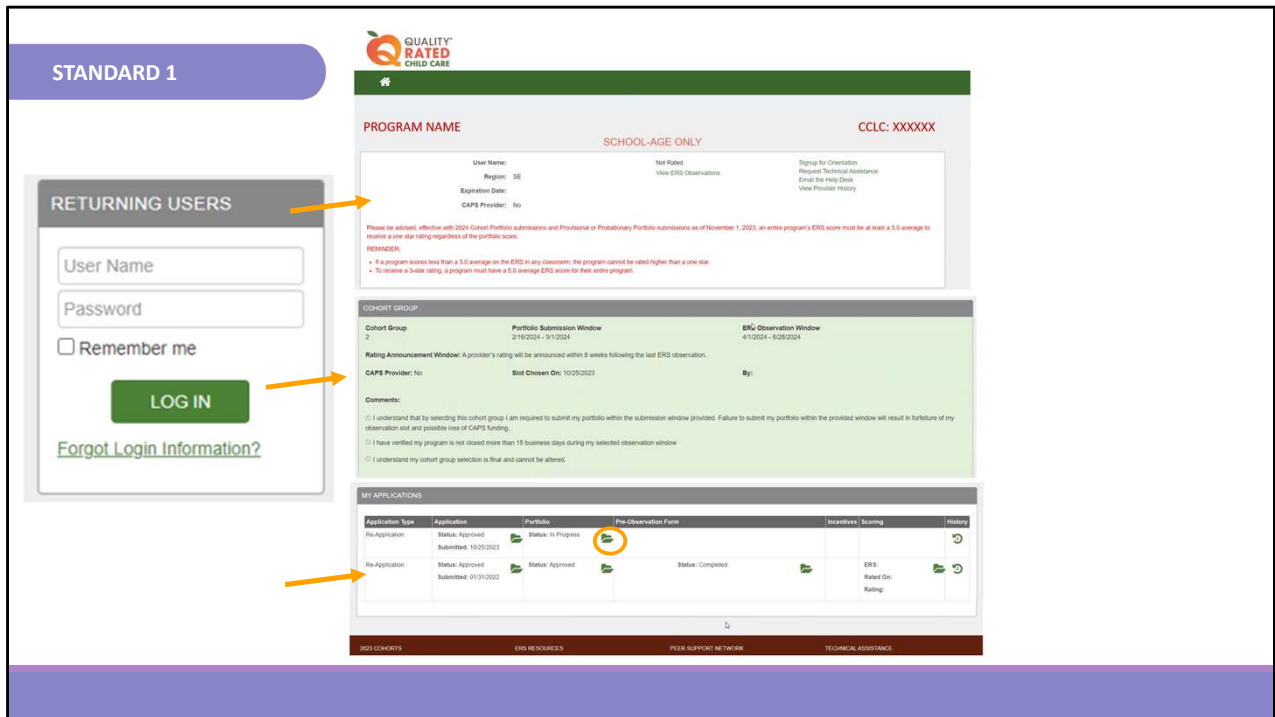 STANDARD 1
RETURNING USERS
User Name
Password
Remember me
LOG IN
Forgot Login Information?
QUALITY™
RATED
CHILD CARE
PROGRAM NAME
CCLC: XXXXXX
SCHOOL-AGE ONLY
User Name:
Region: SE
Expiration Date:
CAPS Provider: No
Not Rated
View ERS Observations
Signup for Orientation
Request Technical Assistance
Email the Help Desk
View Provider History
Please be advised, effective with 2024 Cohort Portfolio submissions and Provisional or Probationary Portfolio submissions as of November 1, 2023, an entire program's ERS score must be at least a 3.0 average to
receive a one star rating regardless of the portfolio score.
REMINDER:
• If a program scores less than a 3.0 average on the ERS in any classroom, the program cannot be rated higher than a one star.
• To receive a 3-star rating, a program must have a 5.0 average ERS score for their entire program.
COHORT GROUP
Cohort Group Portfolio Submission Window ERS Observation Window
2 2/16/2024 - 3/1/2024 4/1/2024 - 6/28/2024
Rating Announcement Window: A provider's rating will be announced within 8 weeks following the last ERS observation.
CAPS Provider: No Slot Chosen On: 10/25/2023 By:
Comments:
I understand that by selecting this cohort group I am required to submit my portfolio within the submission window provided. Failure to submit my portfolio within the provided window will result in forfeiture of my
observation slot and possible loss of CAPS funding.
I have verified my program is not closed more than 15 business days during my selected observation window
I understand my cohort group selection is final and cannot be altered.
MY APPLICATIONS
Application Type Application Portfolio Pre-Observation Form Incentives Scoring History
Re-Application Status: Approved Status: In Progress
Submitted: 10/25/2023
Re-Application Status: Approved Status: Approved Status: Completed ERS:
Submitted: 01/31/2022 Rated On:
Rating:
2023 COHORTS ERS RESOURCES PEER SUPPORT NETWORK TECHNICAL ASSISTANCE